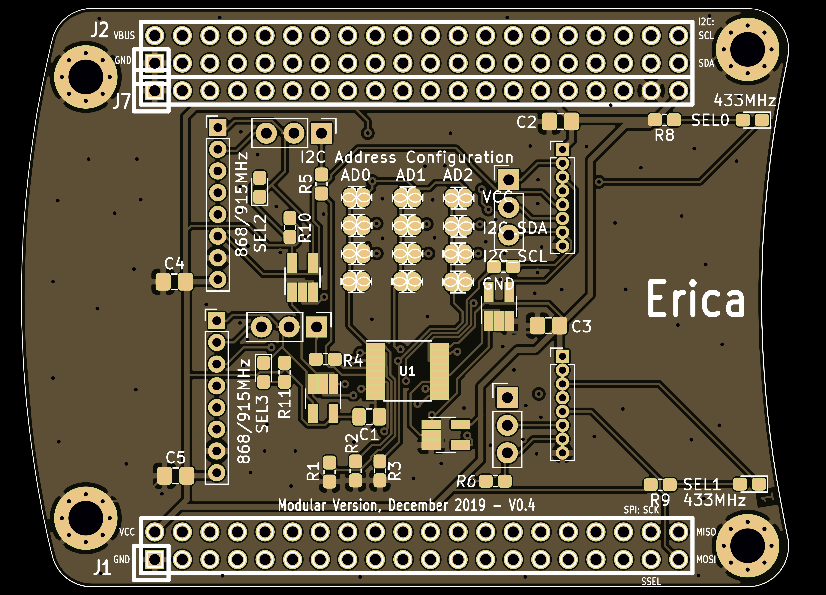 J2
VBUS
GND
J7
I2C:
SCL
SDA
433MHz
C2
R8
SEL0
I2C Address Configuration
AD0 AD1 AD2
868/915MHz
SEL2
R5
R10
VCC
I2C SDA
I2C SCL
GND
C4
Erica
C3
868/915MHz
SEL3
R11
R4
U1
C1
C5
R1
R2
R3
R6
SEL1
R9
433MHz
Modular Version, December 2019 - V0.4
SPI: SCK
VCC
MISO
J1
GND
MOSI
SSEL